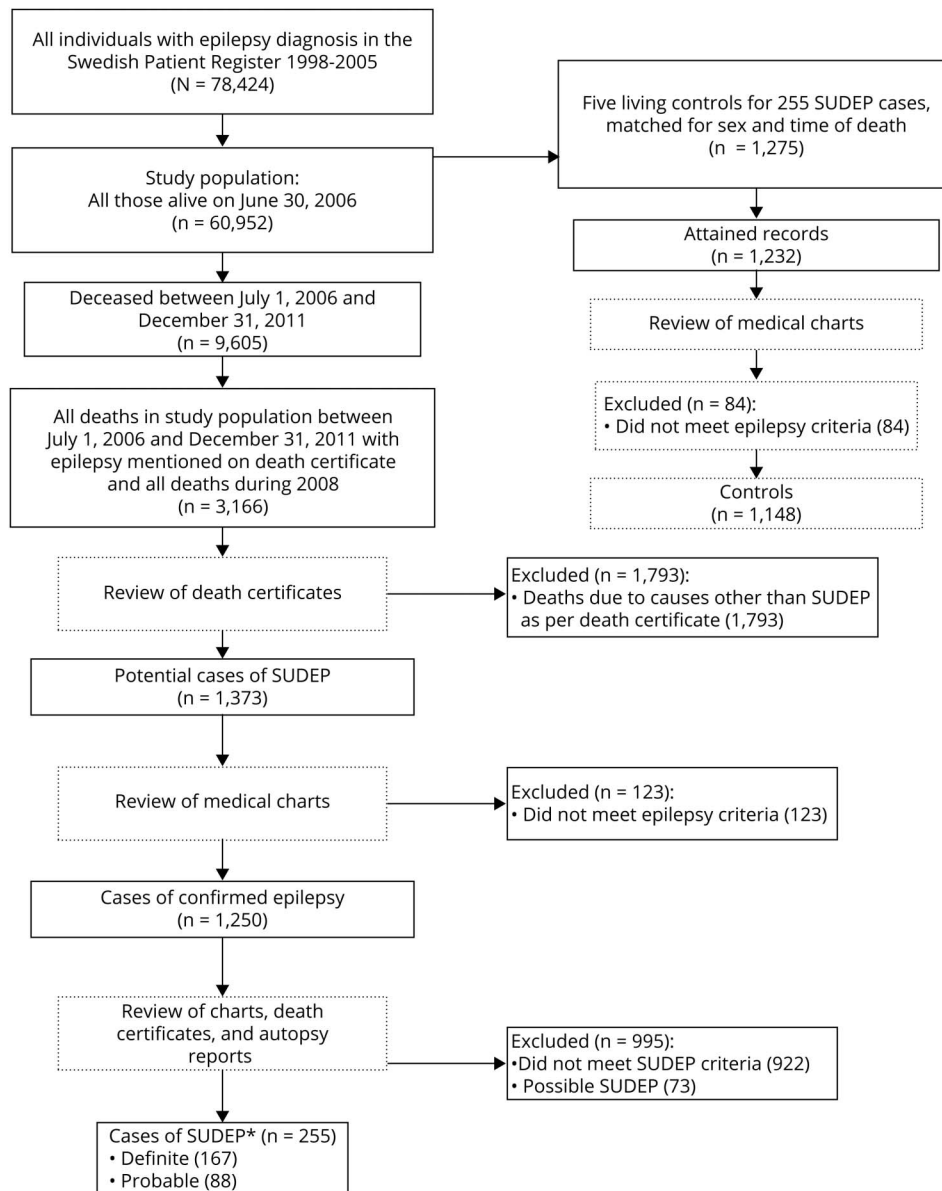 All individuals with epilepsy diagnosis in the
Swedish Patient Register 1998-2005
(N = 78,424)
Five living controls for 255 SUDEP cases,
matched for sex and time of death
(n = 1,275)
Study population:
All those alive on June 30, 2006
(n = 60,952)
Attained records
(n = 1,232)
Deceased between July 1, 2006 and
December 31, 2011
(n = 9,605)
Review of medical charts
All deaths in study population between
July 1, 2006 and December 31, 2011 with
epilepsy mentioned on death certificate
and all deaths during 2008
(n = 3,166)
Excluded (n = 84):
• Did not meet epilepsy criteria (84)
Controls
(n = 1,148)
Review of death certificates
Excluded (n = 1,793):
• Deaths due to causes other than SUDEP
as per death certificate (1,793)
Potential cases of SUDEP
(n = 1,373)
Review of medical charts
Excluded (n = 123):
• Did not meet epilepsy criteria (123)
Cases of confirmed epilepsy
(n = 1,250)
Review of charts, death
certificates, and autopsy
reports
Excluded (n = 995):
•Did not meet SUDEP criteria (922)
• Possible SUDEP (73)
Cases of SUDEP* (n = 255)
• Definite (167)
• Probable (88)